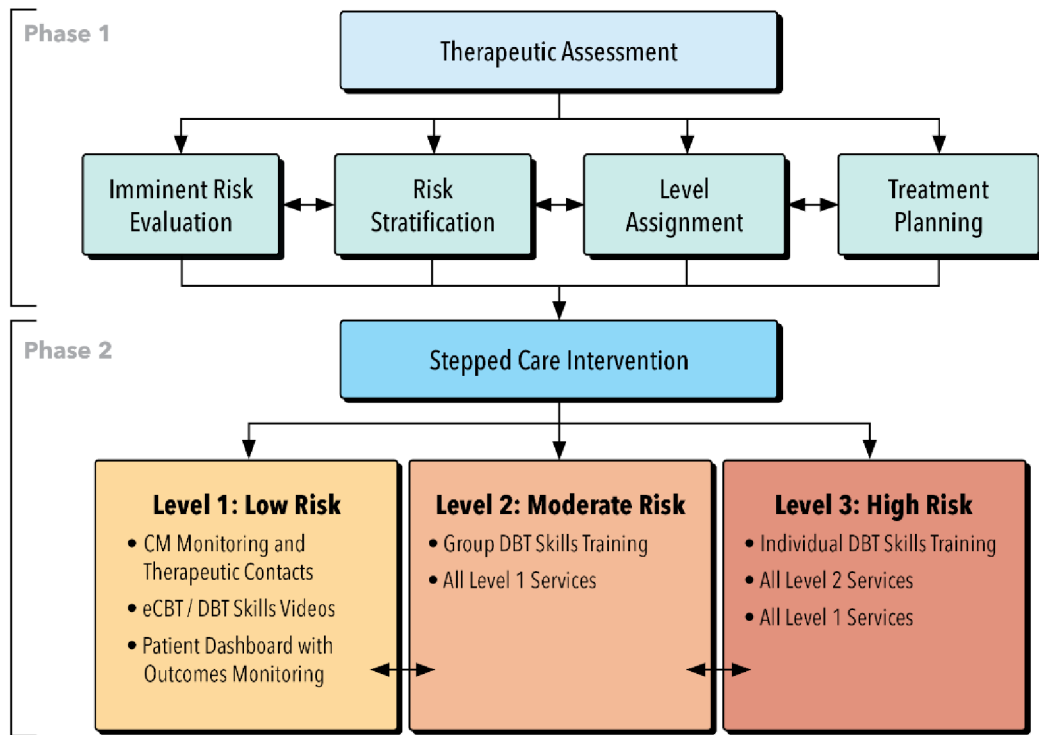 Phase 1
Therapeutic Assessment
Imminent Risk
Evaluation
Risk
Stratification
Level
Assignment
Treatment
Planning
Phase 2
Stepped Care Intervention
Level 1: Low Risk
• CM Monitoring and
Therapeutic Contacts
• eCBT / DBT Skills Videos
• Patient Dashboard with
Outcomes Monitoring
Level 2: Moderate Risk
• Group DBT Skills Training
• All Level 1 Services
Level 3: High Risk
• Individual DBT Skills Training
• All Level 2 Services
• All Level 1 Services